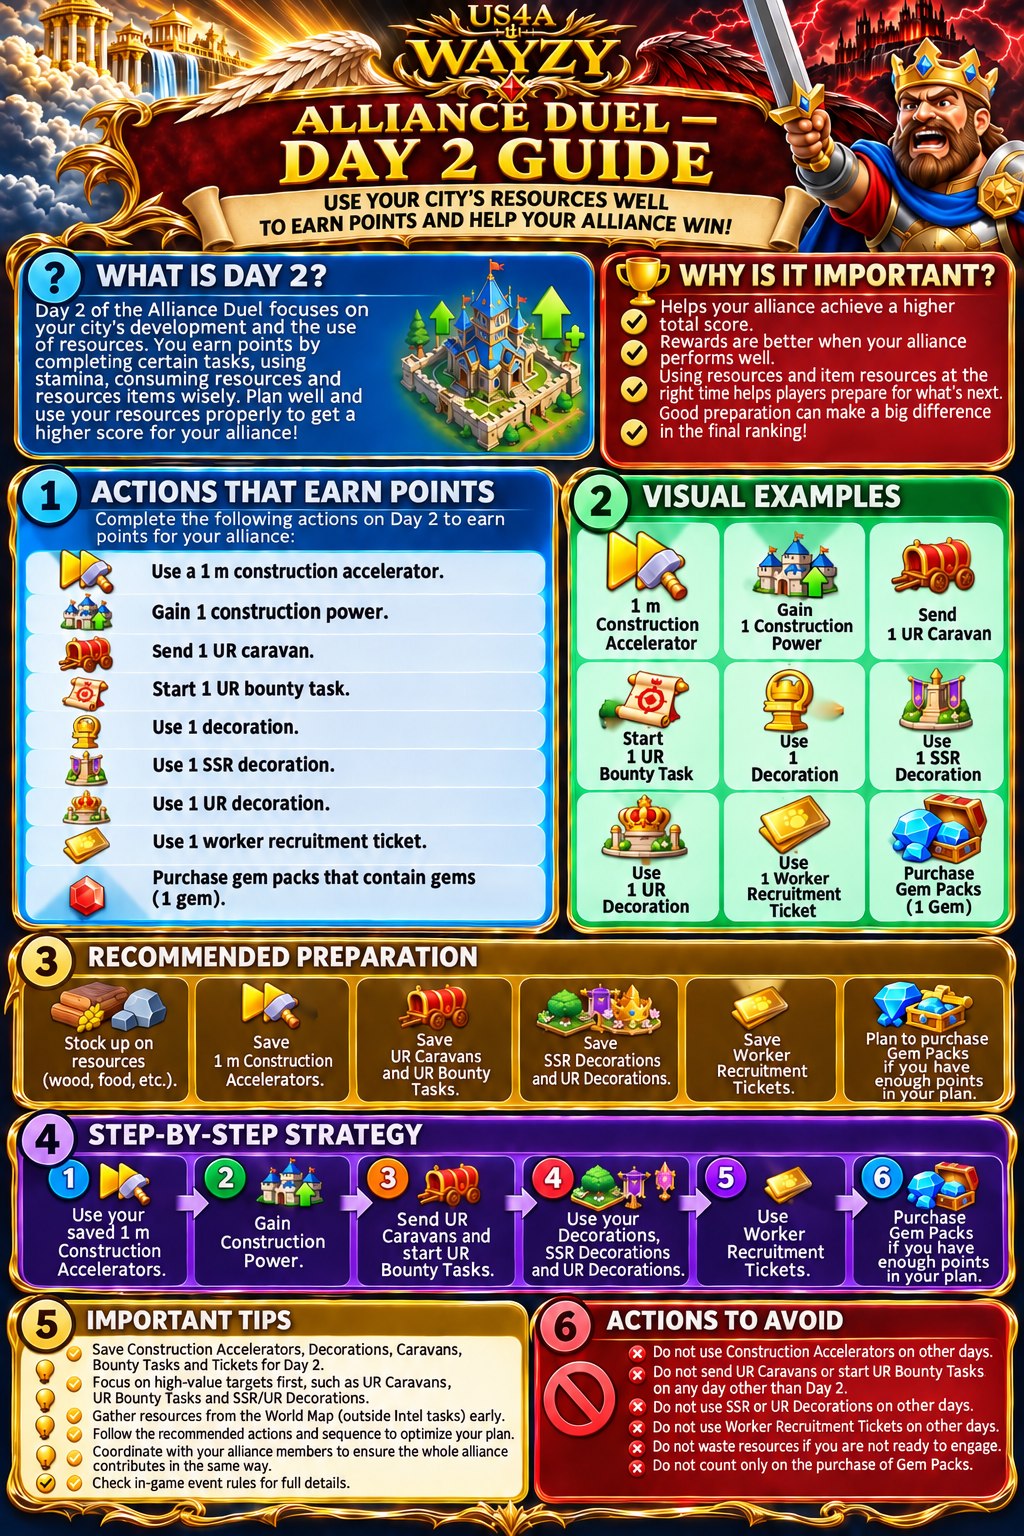 US4A
WAYZY
ALLIANCE DUEL –
DAY 2 GUIDE
USE YOUR CITY'S RESOURCES WELL
TO EARN POINTS AND HELP YOUR ALLIANCE WIN!
?
WHAT IS DAY 2?
Day 2 of the Alliance Duel focuses on
your city's development and the use
of resources. You earn points by
completing certain tasks, using
stamina, consuming resources and
resources items wisely. Plan well and
use your resources properly to get a
higher score for your alliance!
WHY IS IT IMPORTANT?
Helps your alliance achieve a higher
total score.
Rewards are better when your alliance
performs well.
Using resources and item resources at the
right time helps players prepare for what's next.
Good preparation can make a big difference
in the final ranking!
1
ACTIONS THAT EARN POINTS
Complete the following actions on Day 2 to earn
points for your alliance:
Use a 1 m construction accelerator.
Gain 1 construction power.
Send 1 UR caravan.
Start 1 UR bounty task.
Use 1 decoration.
Use 1 SSR decoration.
Use 1 UR decoration.
Use 1 worker recruitment ticket.
Purchase gem packs that contain gems
(1 gem).
2
VISUAL EXAMPLES
1 m
Construction
Accelerator
Gain
1 Construction
Power
Send
1 UR Caravan
Start
1 UR
Bounty Task
Use
1
Decoration
Use
1 SSR
Decoration
Use
1 UR
Decoration
Use
1 Worker
Recruitment
Ticket
Purchase
Gem Packs
(1 Gem)
3
RECOMMENDED PREPARATION
Stock up on
resources
(wood, food, etc.).
Save
1 m Construction
Accelerators.
Save
UR Caravans
and UR Bounty
Tasks.
Save
SSR Decorations
and UR Decorations.
Save
Worker
Recruitment
Tickets.
Plan to purchase
Gem Packs
if you have
enough points
in your plan.
4
STEP-BY-STEP STRATEGY
1
Use your
saved 1 m
Construction
Accelerators.
2
Gain
Construction
Power.
3
Send UR
Caravans and
start UR
Bounty Tasks.
4
Use your
Decorations,
SSR Decorations
and UR Decorations.
5
Use
Worker
Recruitment
Tickets.
6
Purchase
Gem Packs
if you have
enough points
in your plan.
5
IMPORTANT TIPS
Save Construction Accelerators, Decorations, Caravans,
Bounty Tasks and Tickets for Day 2.
Focus on high-value targets first, such as UR Caravans,
UR Bounty Tasks and SSR/UR Decorations.
Gather resources from the World Map (outside Intel tasks) early.
Follow the recommended actions and sequence to optimize your plan.
Coordinate with your alliance members to ensure the whole alliance
contributes in the same way.
Check in-game event rules for full details.
6
ACTIONS TO AVOID
Do not use Construction Accelerators on other days.
Do not send UR Caravans or start UR Bounty Tasks
on any day other than Day 2.
Do not use SSR or UR Decorations on other days.
Do not use Worker Recruitment Tickets on other days.
Do not waste resources if you are not ready to engage.
Do not count only on the purchase of Gem Packs.